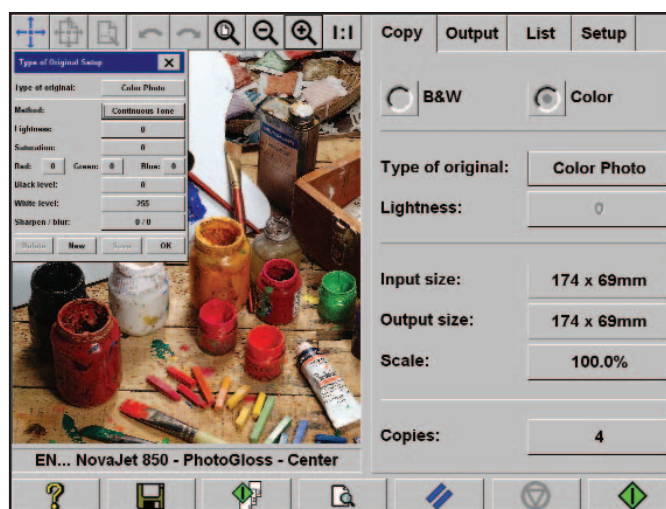 1:1
Type of Original Setup
Type of original: Color Photo
Method: Continuous Tone
Lightness: 0
Saturation: 0
Red: 0 Green: 0 Blue: 0
Black level: 0
White level: 255
Sharpen / blur: 0 / 0
Delete New Save OK
EN... NovaJet 850 - PhotoGloss - Center
Copy Output List Setup
B&W Color
Type of original: Color Photo
Lightness: 0
Input size: 174 x 69mm
Output size: 174 x 69mm
Scale: 100.0%
Copies: 4